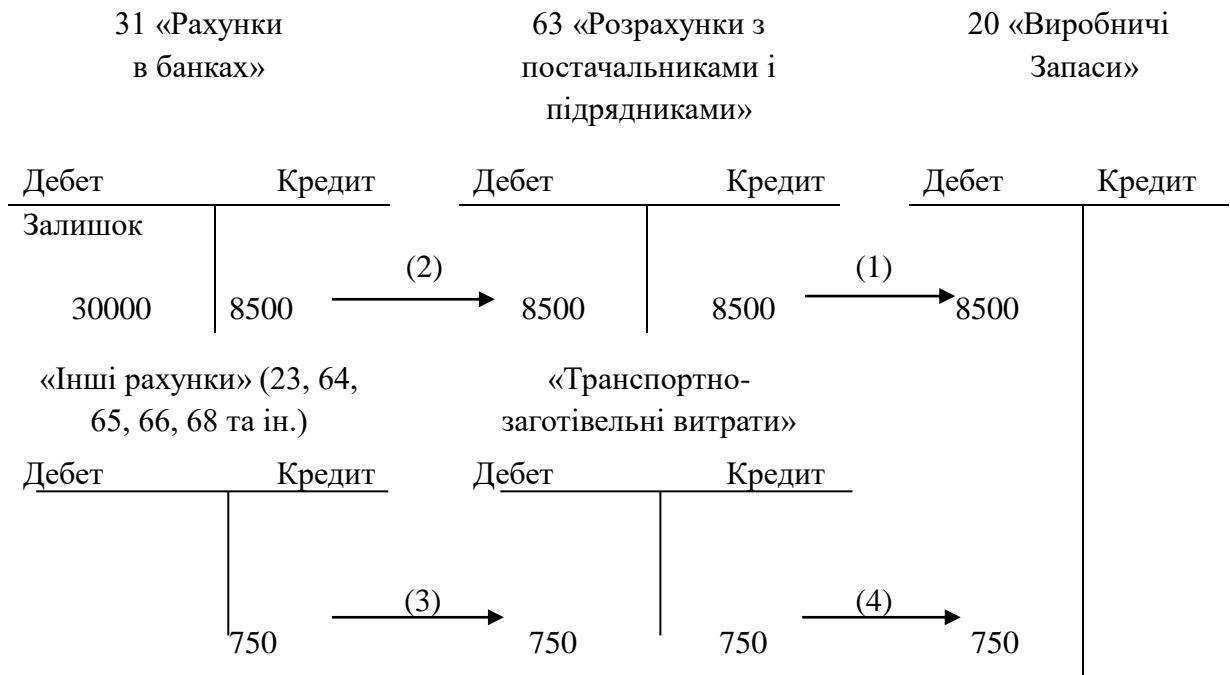 31 «Рахунки
в банках»
63 «Розрахунки з
постачальниками і
підрядниками»
20 «Виробничі
Запаси»
Дебет Кредит Дебет Кредит Дебет Кредит
Залишок
(2) (1)
30000 8500 8500 8500 8500
«Інші рахунки» (23, 64,
65, 66, 68 та ін.)
«Транспортно-
заготівельні витрати»
Дебет Кредит Дебет Кредит
(3) (4)
750 750 750 750